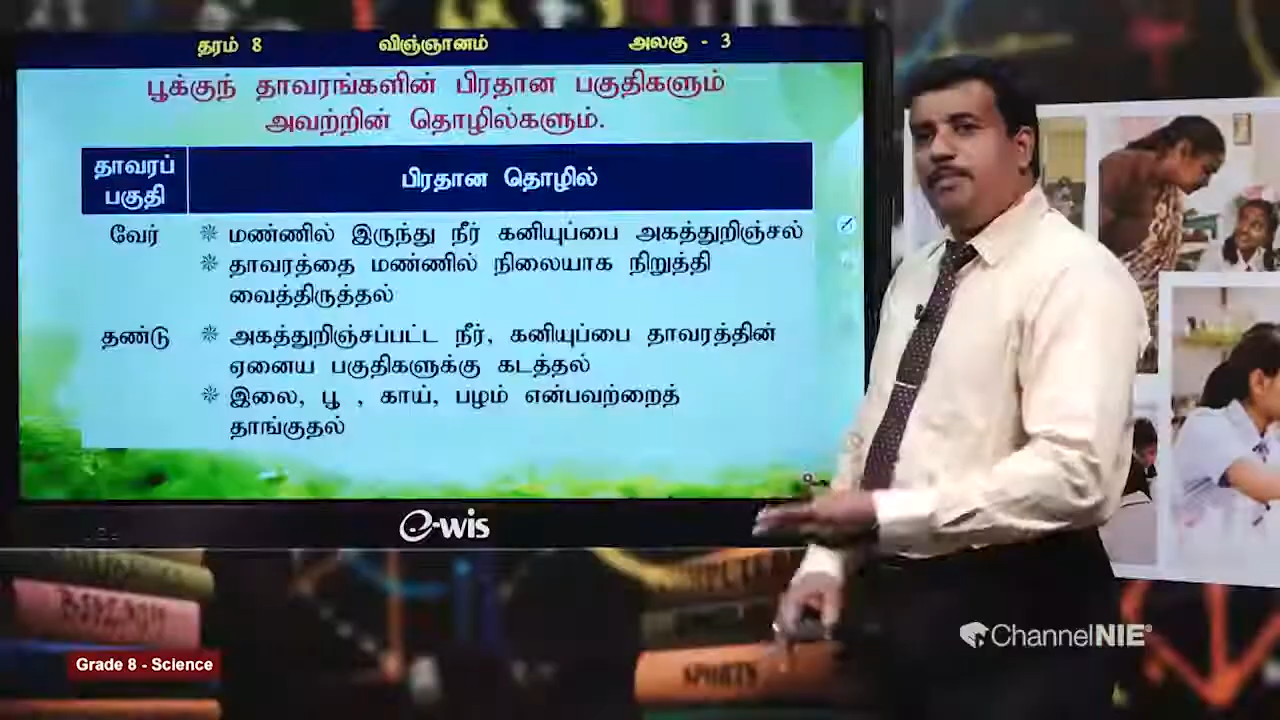 தரம் 8 விஞ்ஞானம் அலகு - 3
பூக்குந் தாவரங்களின் பிரதான பகுதிகளும்
அவற்றின் தொழில்களும்.
தாவரப் பகுதி
பிரதான தொழில்
வேர்
❋ மண்ணில் இருந்து நீர் கனியுப்பை அகத்துறிஞ்சல்
❋ தாவரத்தை மண்ணில் நிலையாக நிறுத்தி
வைத்திருத்தல்
தண்டு
❋ அகத்துறிஞ்சப்பட்ட நீர், கனியுப்பை தாவரத்தின்
ஏனைய பகுதிகளுக்கு கடத்தல்
❋ இலை, பூ , காய், பழம் என்பவற்றைத்
தாங்குதல்
e-wis
ChannelNIE
Grade 8 - Science
SPORTS